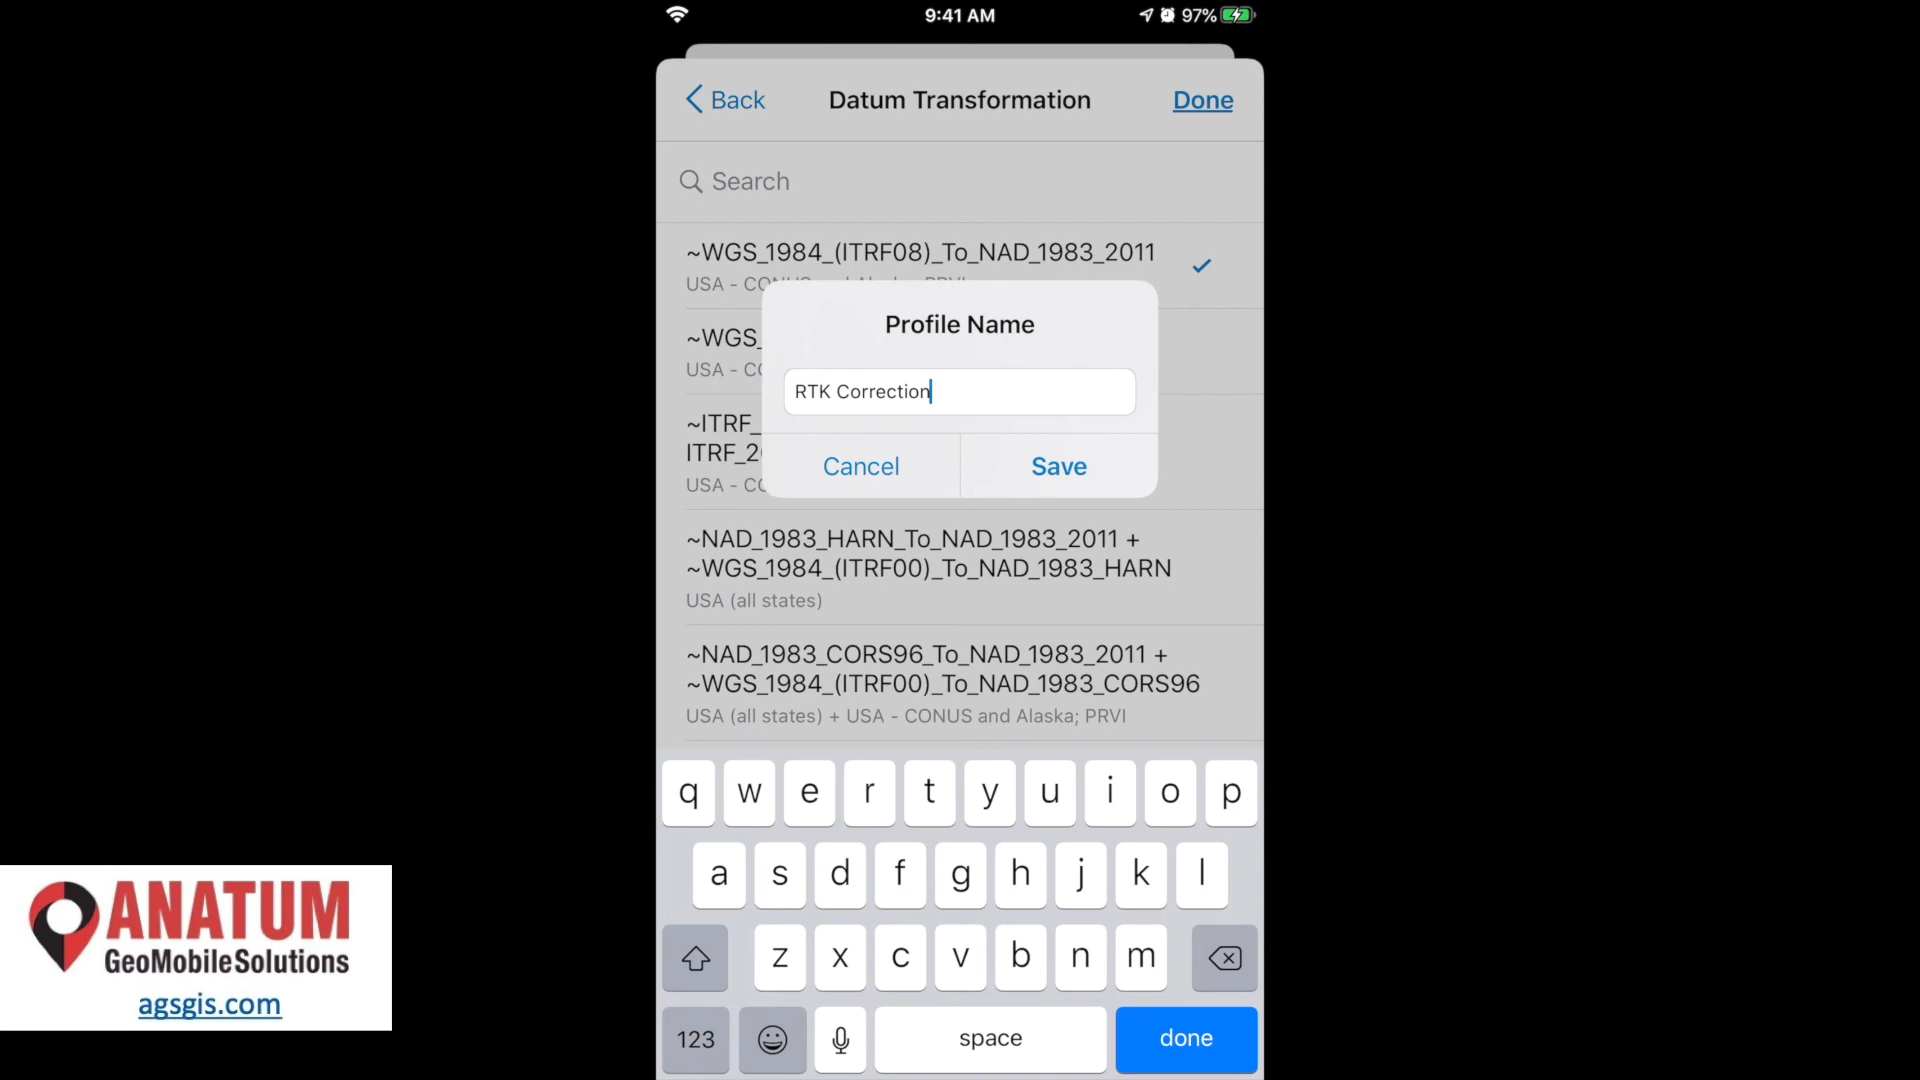 9:41 AM
97%
Back
Datum Transformation
Done
Search
~WGS_1984_(ITRF08)_To_NAD_1983_2011
USA -
Profile Name
~WGS_
USA -
RTK Correction
~ITRF_
USA -
Cancel
Save
~NAD_1983_HARN_To_NAD_1983_2011 +
~WGS_1984_(ITRF00)_To_NAD_1983_HARN
USA (all states)
~NAD_1983_CORS96_To_NAD_1983_2011 +
~WGS_1984_(ITRF00)_To_NAD_1983_CORS96
USA (all states) + USA - CONUS and Alaska; PRVI
q w e r t y u i o p
a s d f g h j k l
z x c v b n m
123
space
done
ANATUM
GeoMobileSolutions
agsgis.com